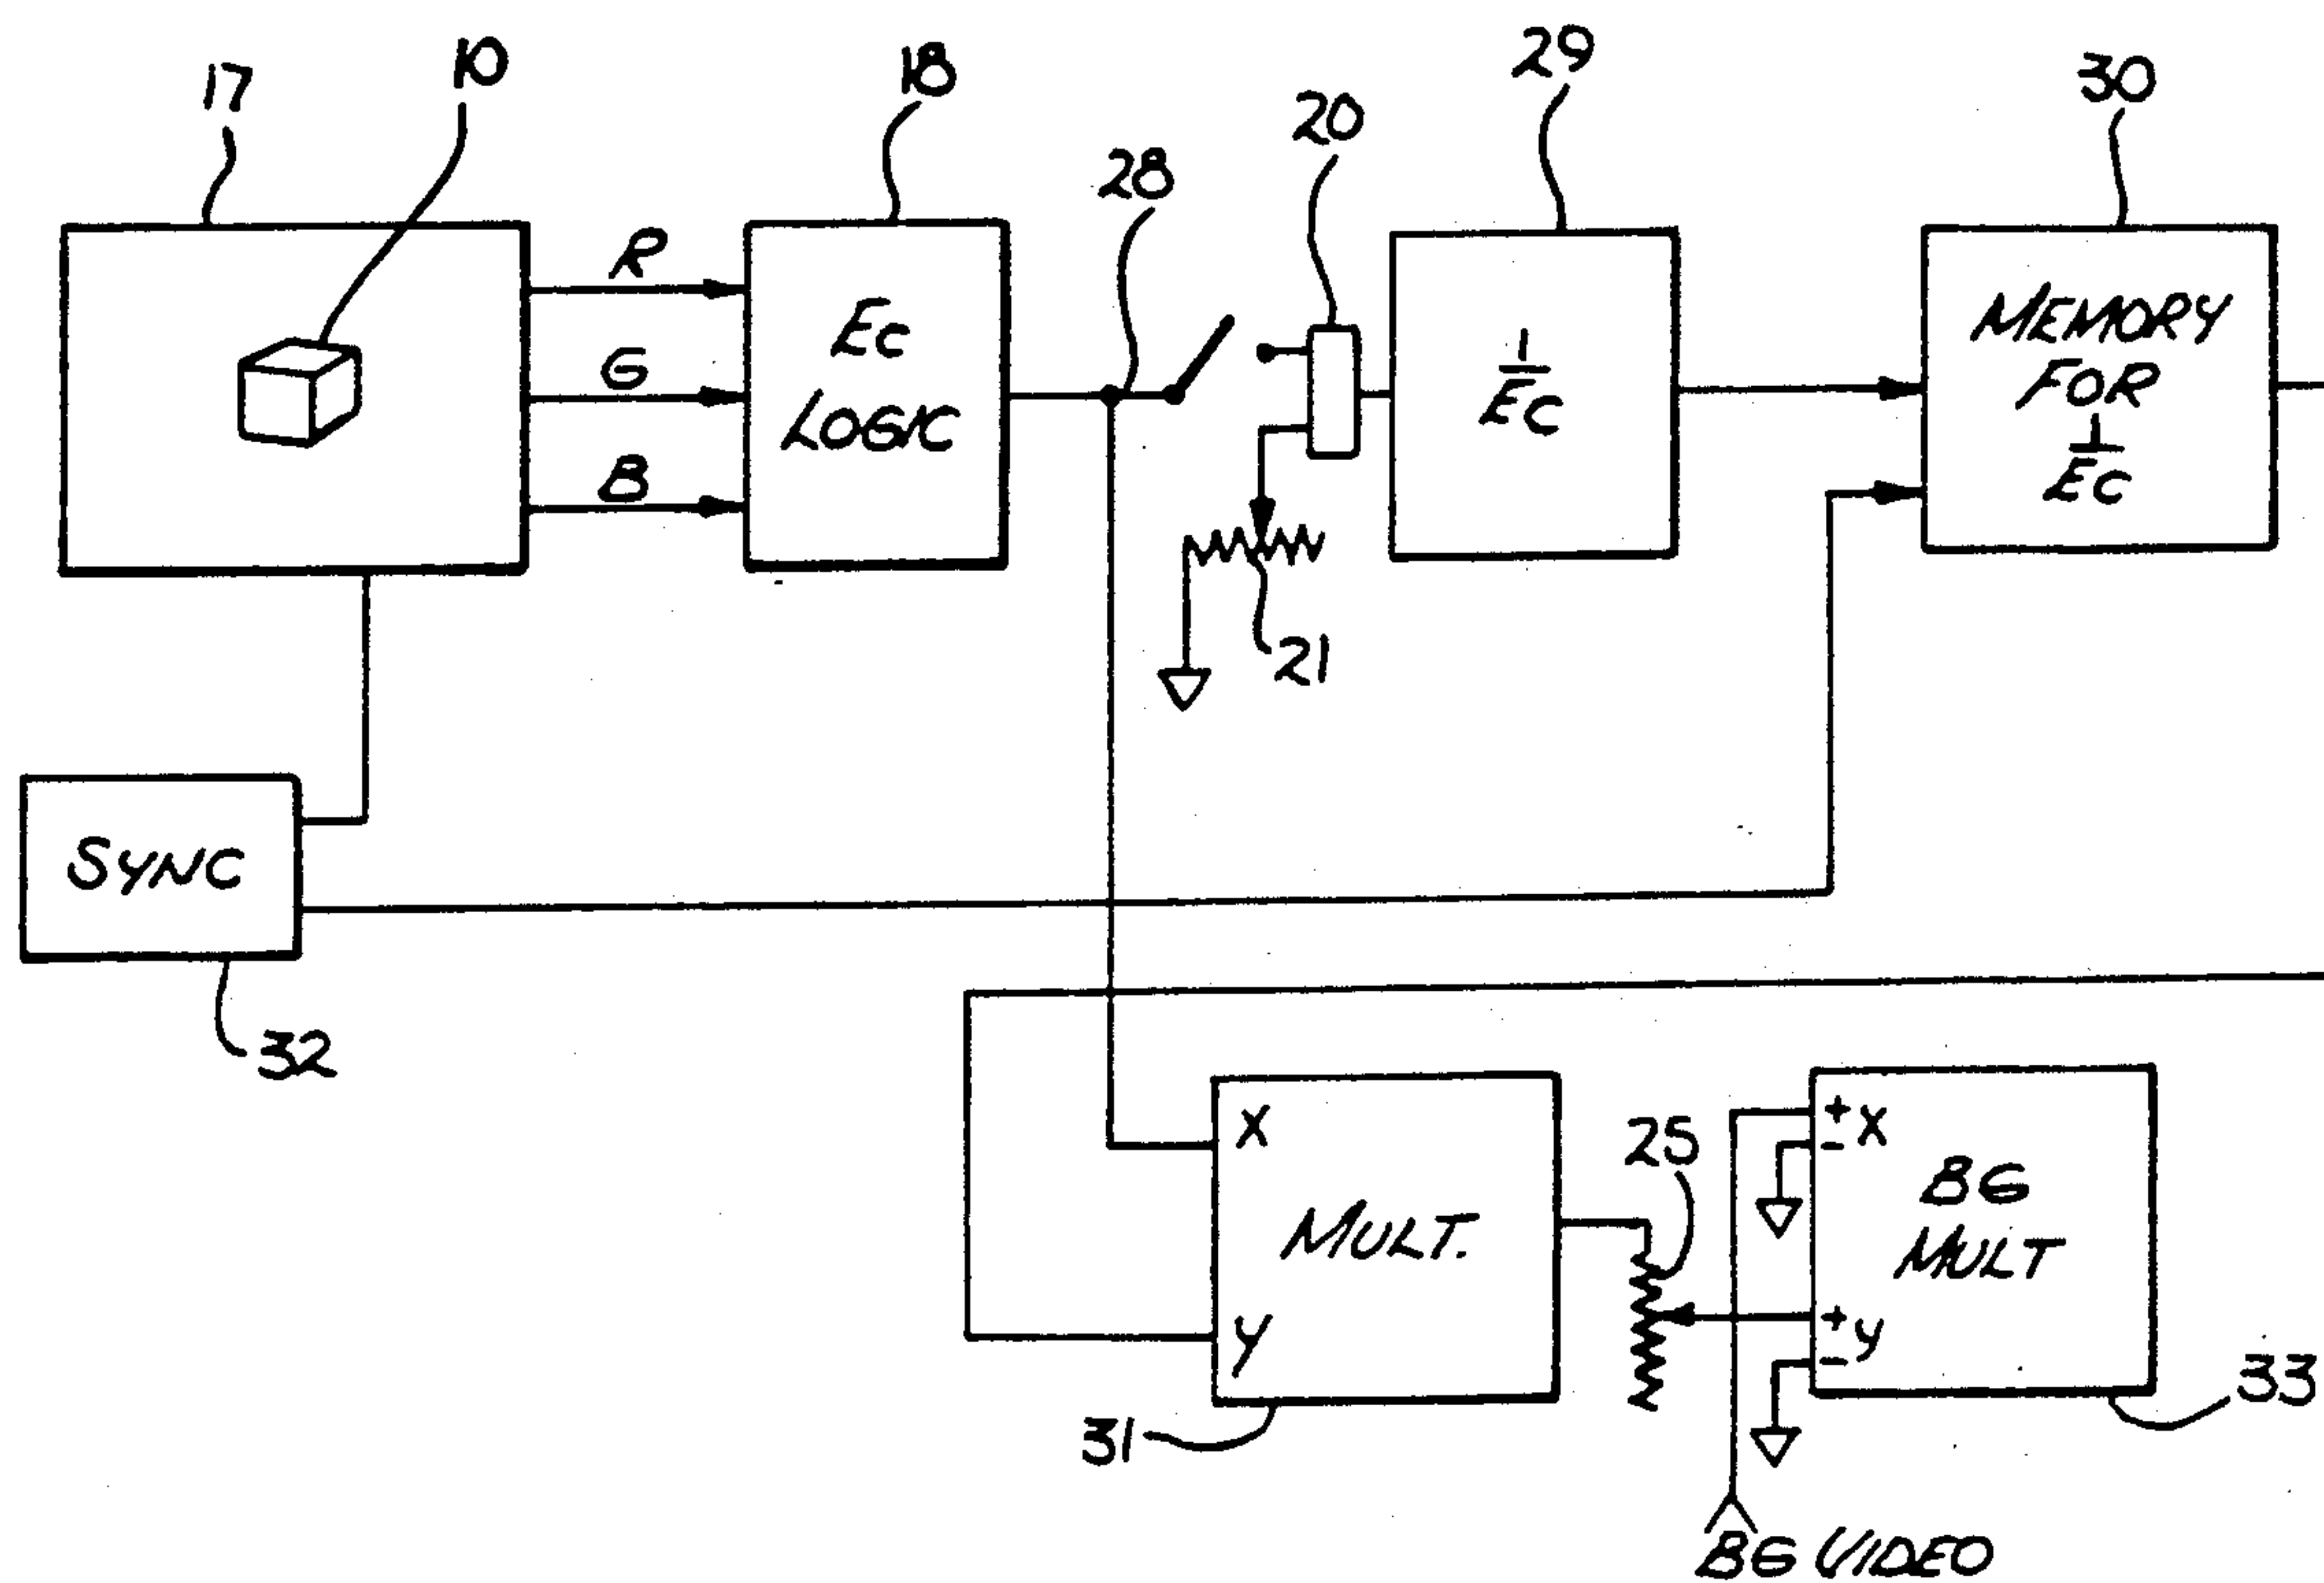 17
10
18
28
20
29
30
R
G
B
Ec
LOGIC
1
Ec
MEMORY
FOR
1
Ec
21
SYNC
32
X
MULT.
Y
31
25
+ X
-
BG
MULT
+ Y
-
33
BG VIDEO